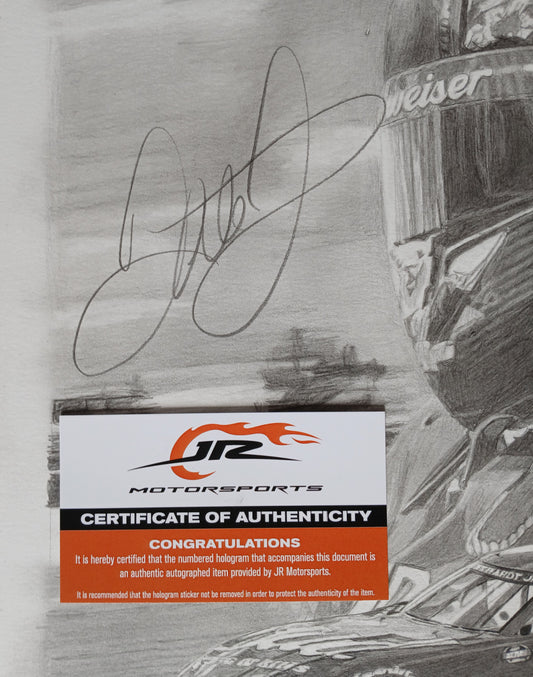 weiser
JR
MOTORSPORTS
CERTIFICATE OF AUTHENTICITY
CONGRATULATIONS
It is hereby certified that the numbered hologram that accompanies this document is
an authentic autographed item provided by JR Motorsports.
It is recommended that the hologram sticker not be removed in order to protect the authenticity of the item.